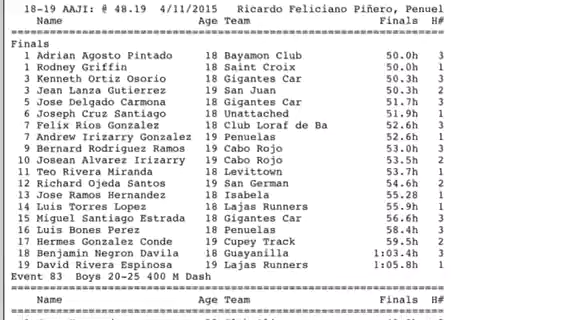 18-19 AAJI: @ 48.19 4/11/2015 Ricardo Feliciano Piñero, Penuel
Name Age Team Finals H#
Finals
1 Adrian Agosto Pintado 18 Bayamon Club 50.0h 3
1 Rodney Griffin 18 Saint Croix 50.0h 1
3 Kenneth Ortiz Osorio 18 Gigantes Car 50.3h 3
3 Jean Lanza Gutierrez 19 San Juan 50.3h 2
5 Jose Delgado Carmona 18 Gigantes Car 51.7h 3
6 Joseph Cruz Santiago 18 Unattached 51.9h 1
7 Felix Rios Gonzalez 18 Club Loraf de Ba 52.6h 3
7 Andrew Irizarry Gonzalez 19 Penuelas 52.6h 1
9 Bernard Rodriguez Ramos 19 Cabo Rojo 53.0h 3
10 Josean Alvarez Irizarry 19 Cabo Rojo 53.5h 2
11 Teo Rivera Miranda 18 Levittown 53.7h 1
12 Richard Ojeda Santos 19 San German 54.6h 2
13 Jose Ramos Hernandez 18 Isabela 55.28 1
14 Luis Torres Lopez 18 Lajas Runners 55.9h 1
15 Miguel Santiago Estrada 18 Gigantes Car 56.6h 3
16 Luis Bones Perez 18 Penuelas 58.4h 3
17 Hermes Gonzalez Conde 19 Cupey Track 59.5h 2
18 Benjamin Negron Davila 18 Guayanilla 1:03.4h 3
19 David Rivera Espinosa 19 Lajas Runners 1:05.8h 1
Event 83 Boys 20-25 400 M Dash
Name Age Team Finals H#